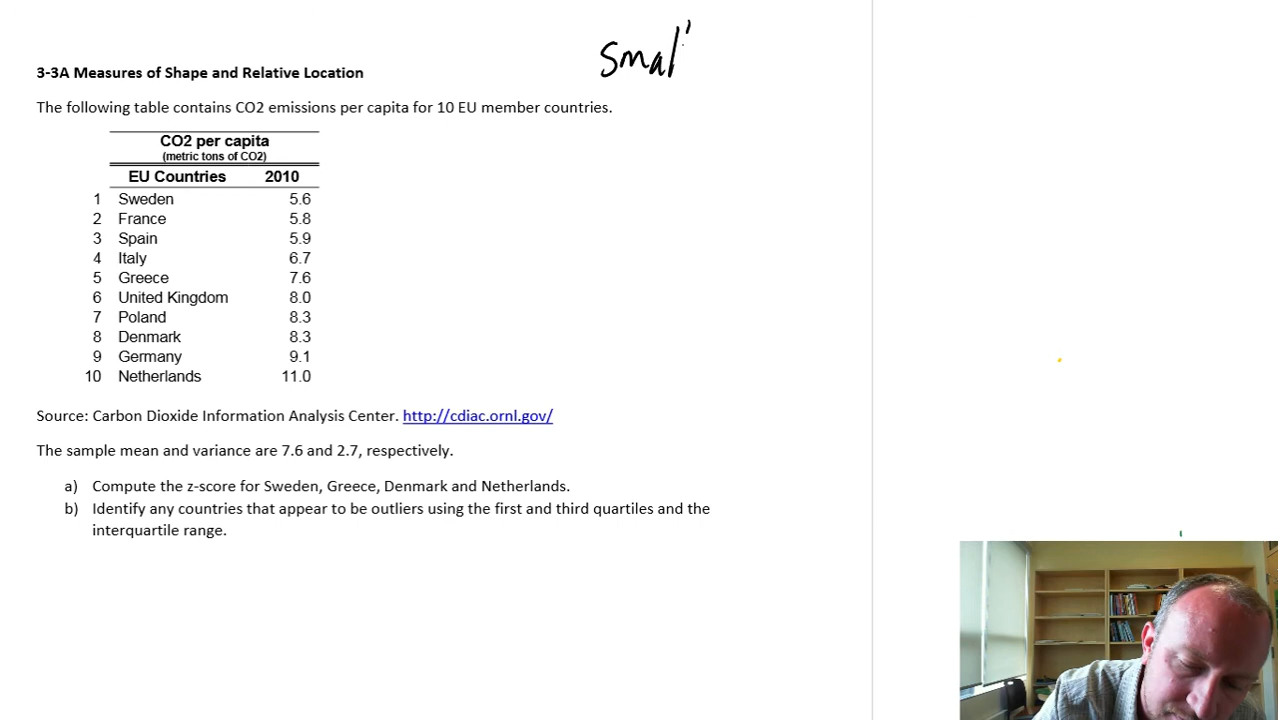 Smal'
3-3A Measures of Shape and Relative Location
The following table contains CO2 emissions per capita for 10 EU member countries.
CO2 per capita
(metric tons of CO2)
EU Countries 2010
1 Sweden 5.6
2 France 5.8
3 Spain 5.9
4 Italy 6.7
5 Greece 7.6
6 United Kingdom 8.0
7 Poland 8.3
8 Denmark 8.3
9 Germany 9.1
10 Netherlands 11.0
Source: Carbon Dioxide Information Analysis Center. http://cdiac.ornl.gov/
The sample mean and variance are 7.6 and 2.7, respectively.
a) Compute the z-score for Sweden, Greece, Denmark and Netherlands.
b) Identify any countries that appear to be outliers using the first and third quartiles and the
interquartile range.